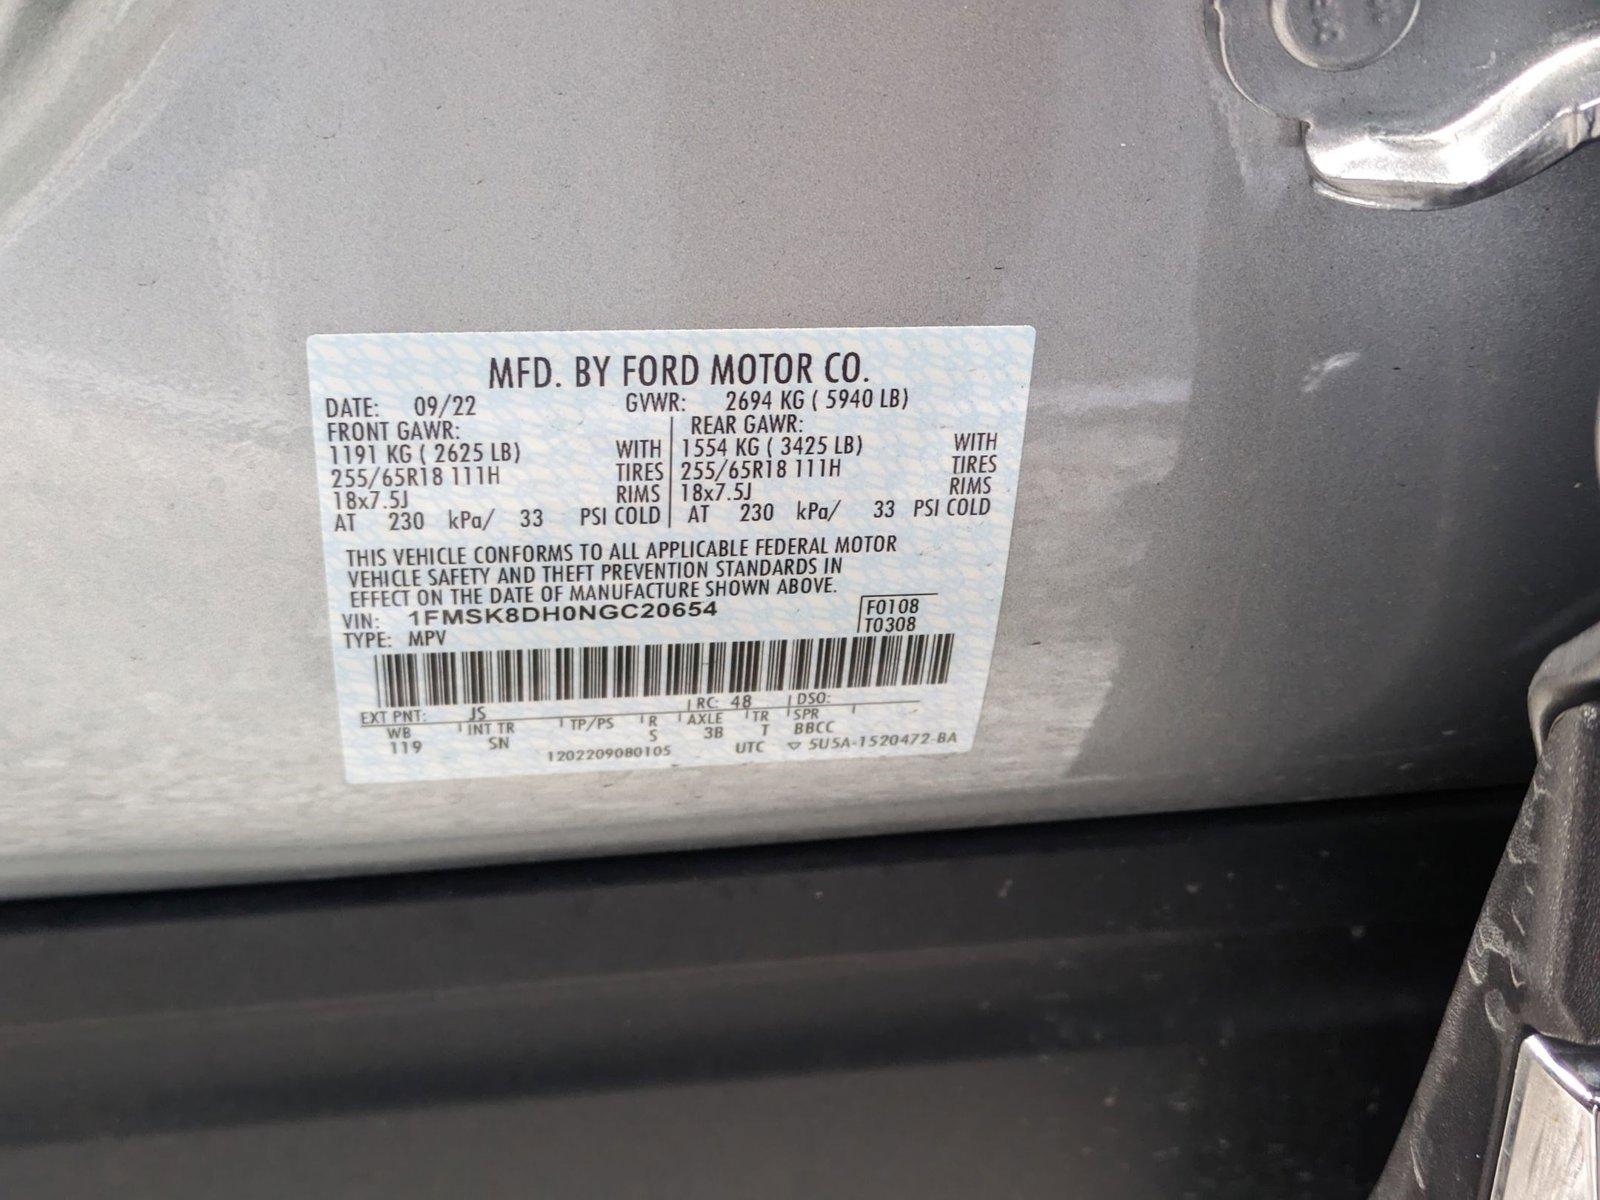 MFD. BY FORD MOTOR CO.
DATE: 09/22 GVWR: 2694 KG ( 5940 LB)
FRONT GAWR: REAR GAWR:
1191 KG ( 2625 LB) WITH 1554 KG ( 3425 LB) WITH
255/65R18 111H TIRES 255/65R18 111H TIRES
18x7.5J RIMS 18x7.5J RIMS
AT 230 kPa/ 33 PSI COLD AT 230 kPa/ 33 PSI COLD
THIS VEHICLE CONFORMS TO ALL APPLICABLE FEDERAL MOTOR
VEHICLE SAFETY AND THEFT PREVENTION STANDARDS IN
EFFECT ON THE DATE OF MANUFACTURE SHOWN ABOVE.
VIN: 1FMSK8DH0NGC20654 F0108
TYPE: MPV T0308
EXT PNT: JS RC: 48 DSO:
WB INT TR TP/PS R AXLE TR SPR
119 SN S 3B T BBCC
1202209080105 UTC ▽ 5U5A-1520472-BA